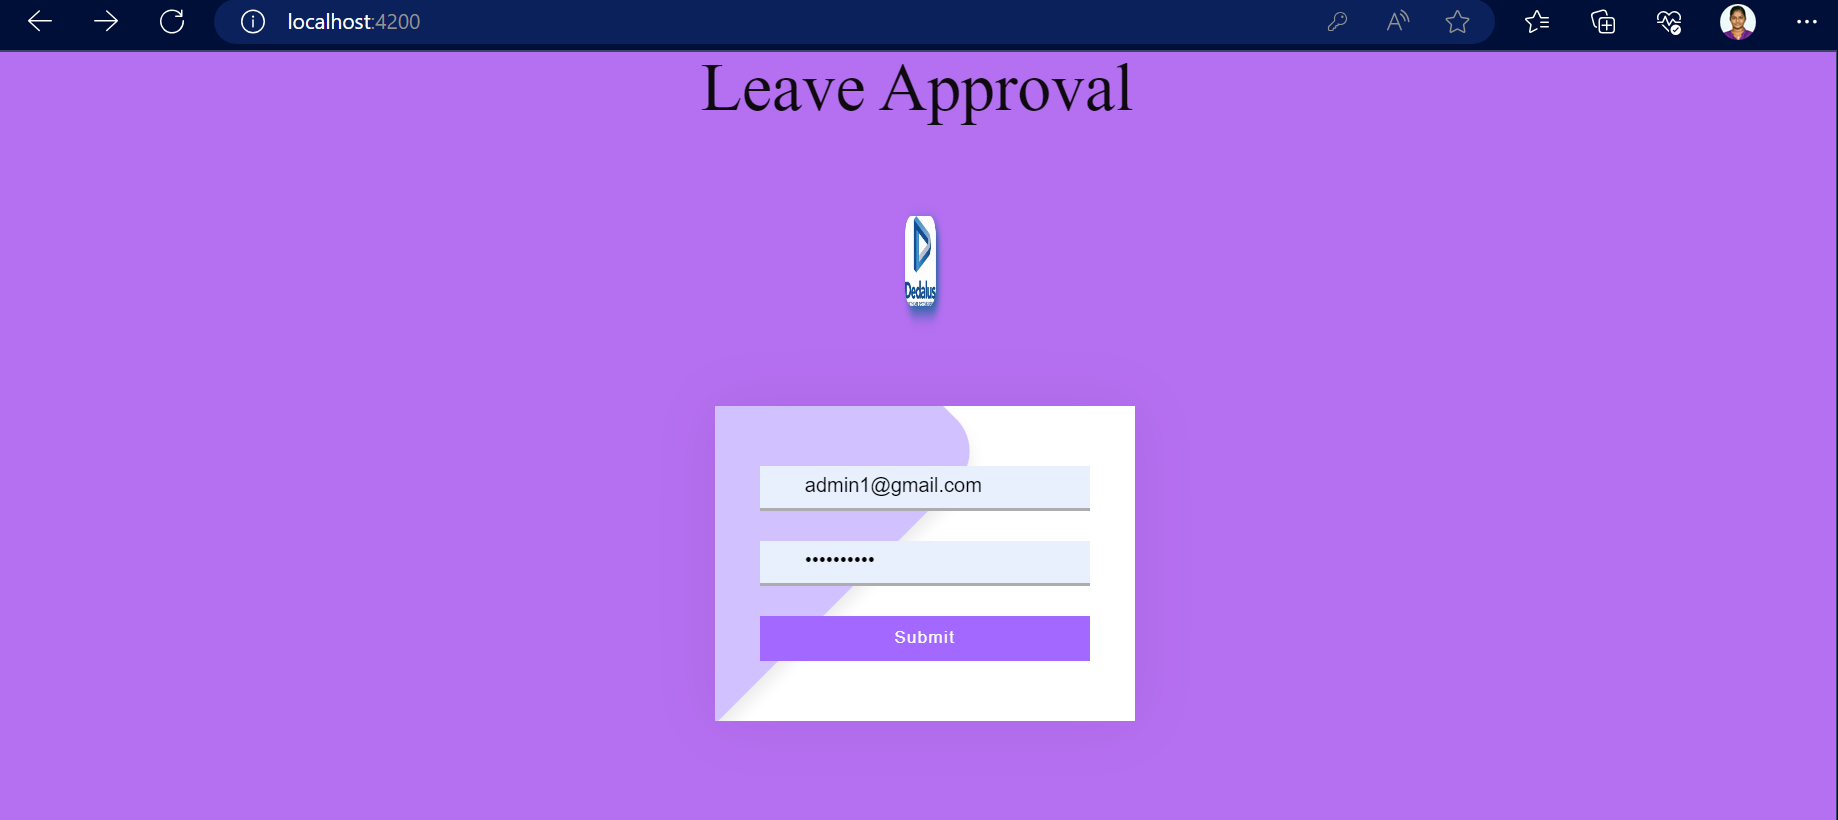 localhost:4200
Leave Approval
Dedalus
admin1@gmail.com
••••••••••
Submit